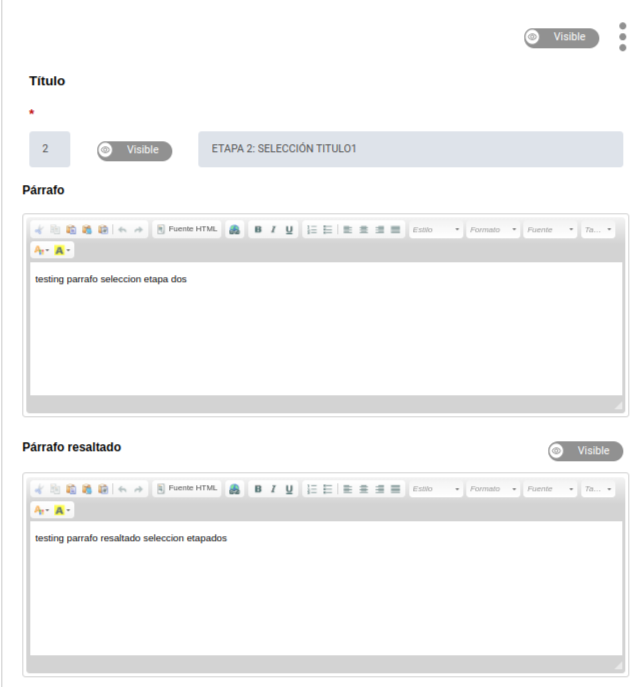 Visible
Título
*
2 Visible ETAPA 2: SELECCIÓN TITULO1
Párrafo
Fuente HTML B I U Estilo Formato Fuente Ta...
A A
testing parrafo seleccion etapa dos
Párrafo resaltado Visible
Fuente HTML B I U Estilo Formato Fuente Ta...
A A
testing parrafo resaltado seleccion etapados